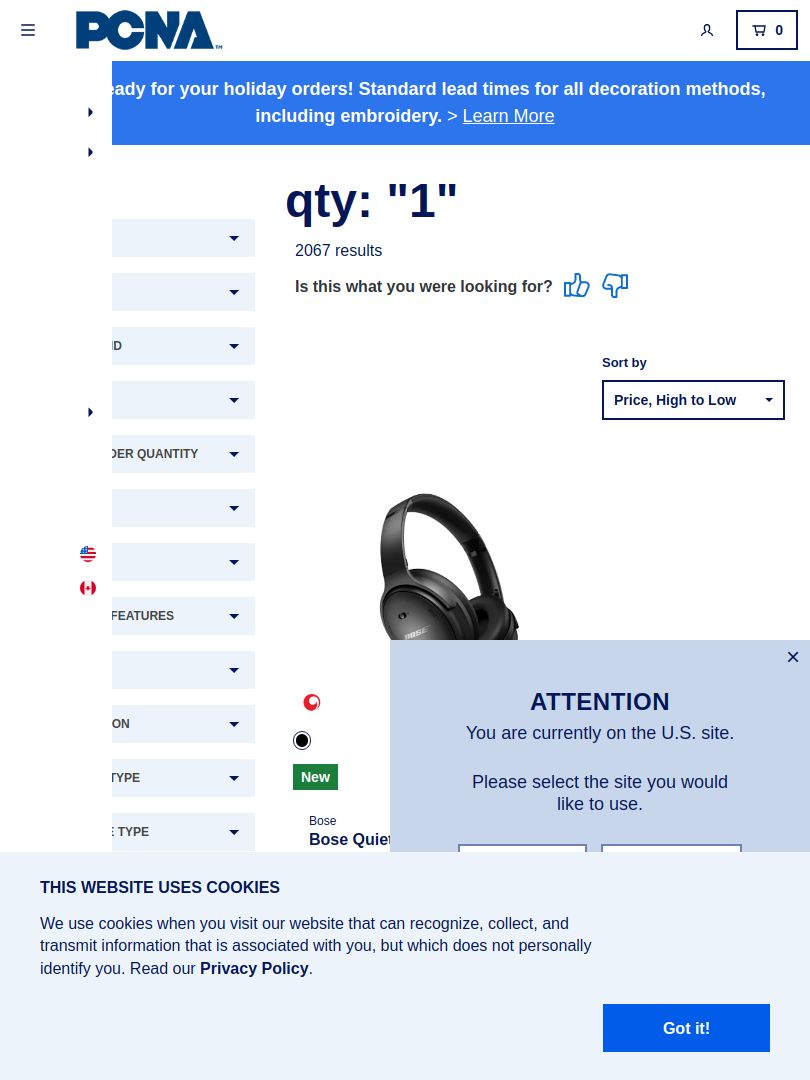 PCNA
TM
0
eady for your holiday orders! Standard lead times for all decoration methods,
including embroidery. > Learn More
qty: "1"
2067 results
Is this what you were looking for?
Sort by
Price, High to Low
DER QUANTITY
FEATURES
ON
TYPE
TYPE
BOSE
New
Bose
Bose Quiet
×
ATTENTION
You are currently on the U.S. site.
Please select the site you would
like to use.
THIS WEBSITE USES COOKIES
We use cookies when you visit our website that can recognize, collect, and
transmit information that is associated with you, but which does not personally
identify you. Read our Privacy Policy.
Got it!